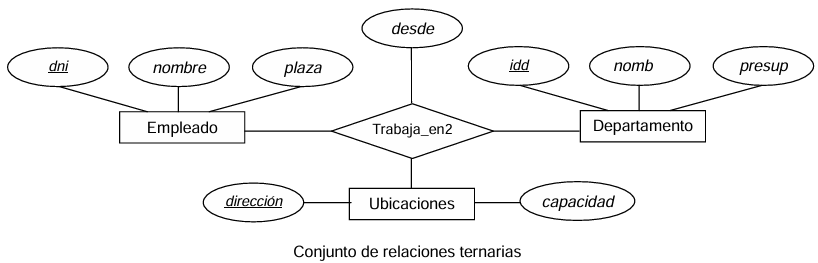 desde
dni
nombre
plaza
idd
nomb
presup
Empleado
Trabaja_en2
Departamento
dirección
Ubicaciones
capacidad
Conjunto de relaciones ternarias